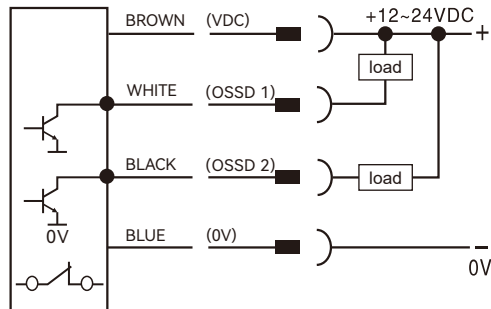 BROWN (VDC) +12~24VDC +
load
WHITE (OSSD 1)
BLACK (OSSD 2) load
0V
BLUE (0V) −
0V